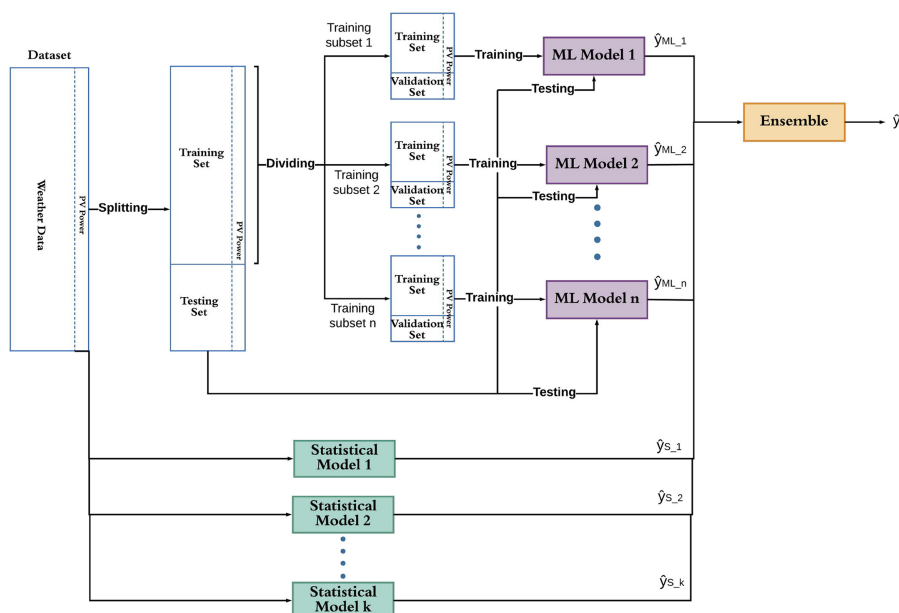 Dataset
Weather Data
PV Power
Splitting
Training
Set
PV Power
Testing
Set
Dividing
Training
subset 1
Training
Set
PV Power
Validation
Set
Training
ML Model 1
ŷML_1
Testing
Training
subset 2
Training
Set
PV Power
Validation
Set
Training
ML Model 2
ŷML_2
Testing
Training
subset n
Training
Set
PV Power
Validation
Set
Training
ML Model n
ŷML_n
Testing
Ensemble
ŷ
Statistical
Model 1
ŷS_1
Statistical
Model 2
ŷS_2
Statistical
Model k
ŷS_k